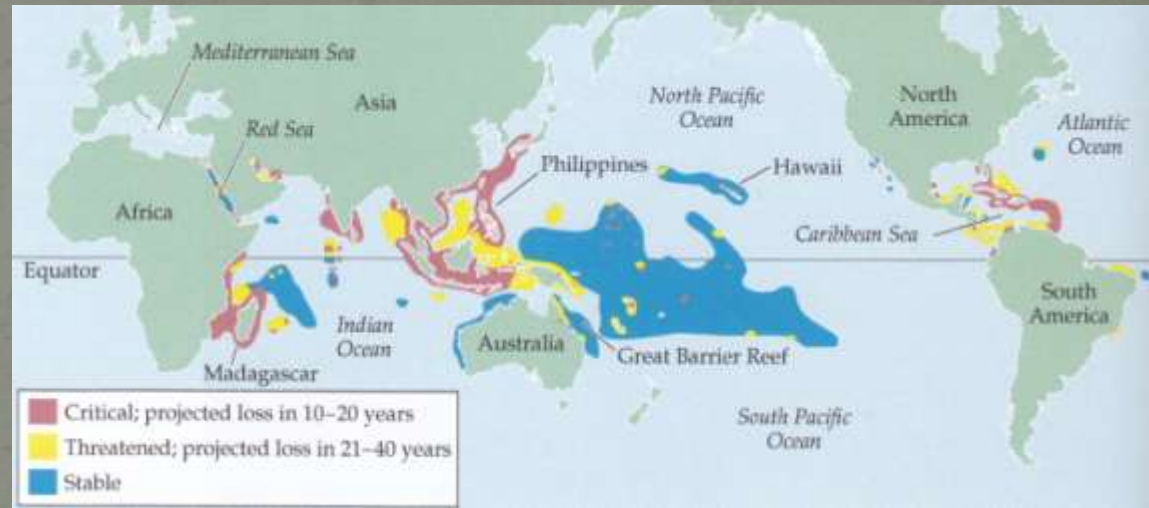 Mediterranean Sea
Asia
Red Sea
Africa
Philippines
North Pacific
Ocean
Hawaii
North
America
Atlantic
Ocean
Caribbean Sea
Equator
Indian
Ocean
Madagascar
Australia
Great Barrier Reef
South
America
South Pacific
Ocean
Critical; projected loss in 10–20 years
Threatened; projected loss in 21–40 years
Stable